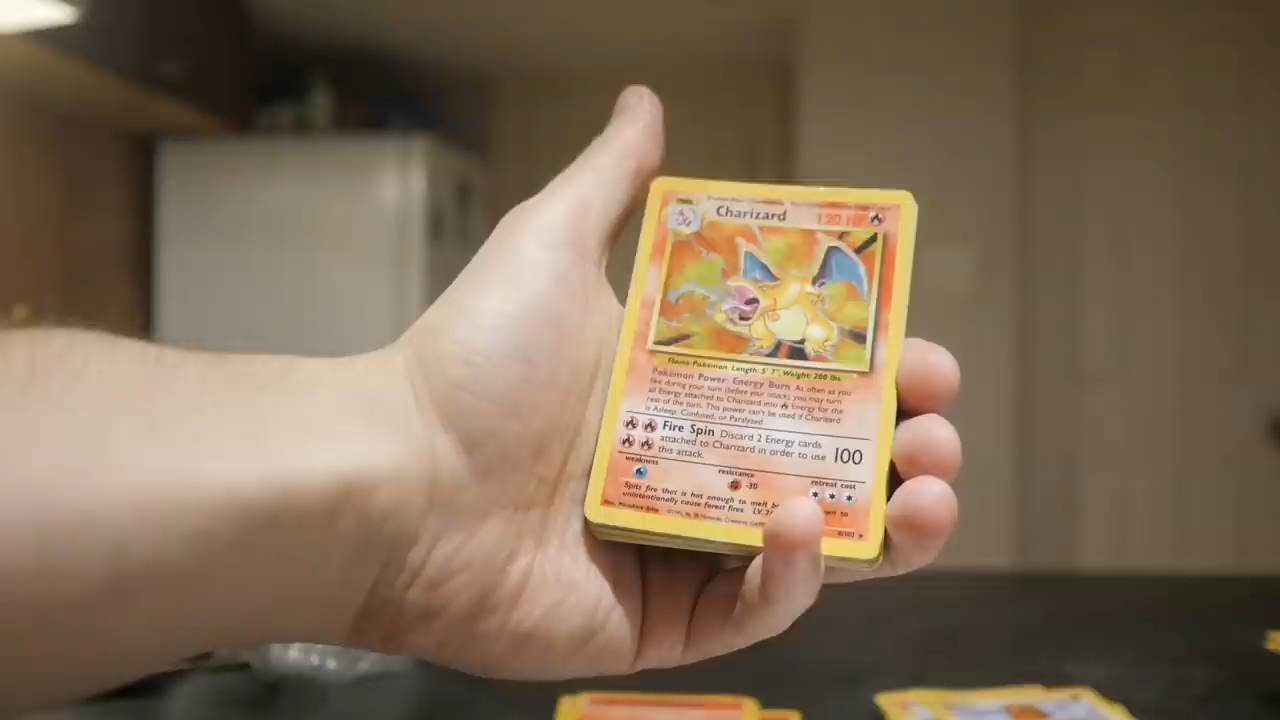 Charizard 120 HP
Flame Pokémon. Length: 5' 7", Weight: 200 lbs.
Pokémon Power: Energy Burn As often as you
like during your turn (before your attack), you may turn
all Energy attached to Charizard into Energy for the
rest of the turn. This power can't be used if Charizard
is Asleep, Confused, or Paralyzed.
Fire Spin Discard 2 Energy cards
attached to Charizard in order to use 100
this attack.
weakness resistance retreat cost
-30
Spits fire that is hot enough to melt
unintentionally cause forest fires. LV.
4/102